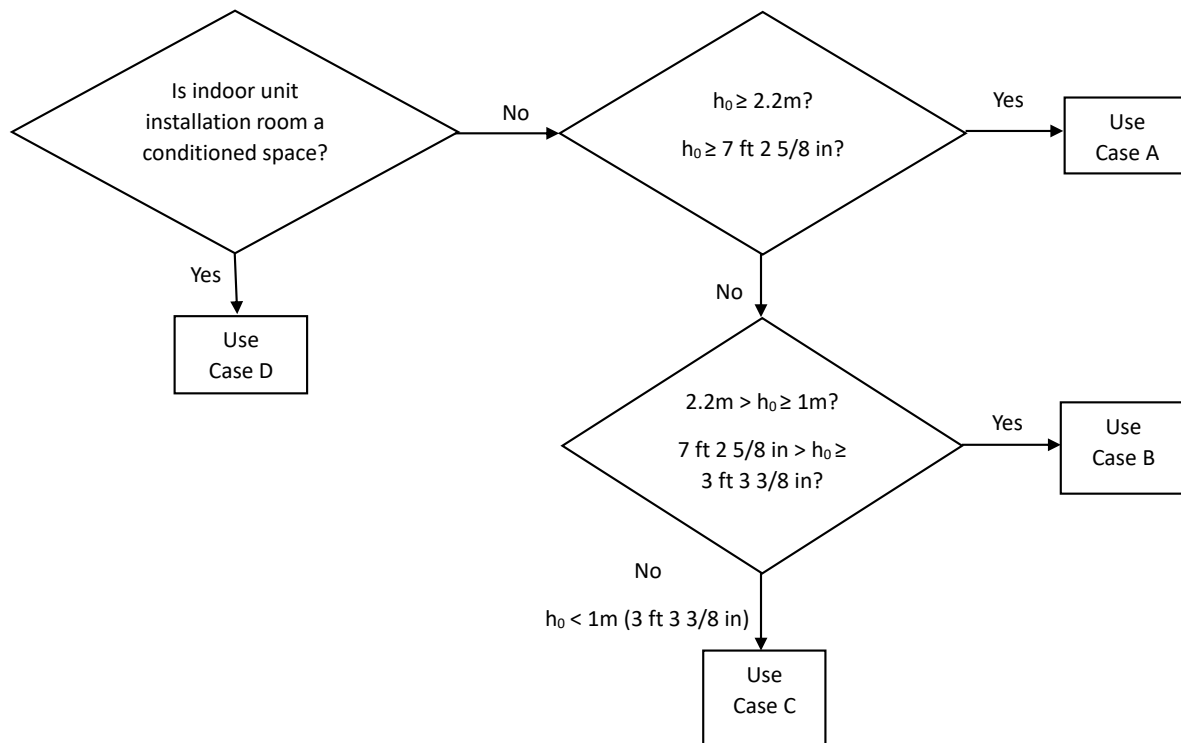 Is indoor unit
installation room a
conditioned space?
No
h₀ ≥ 2.2m?
h₀ ≥ 7 ft 2 5/8 in?
Yes
Use
Case A
Yes
Use
Case D
No
2.2m > h₀ ≥ 1m?
7 ft 2 5/8 in > h₀ ≥
3 ft 3 3/8 in?
Yes
Use
Case B
No
h₀ < 1m (3 ft 3 3/8 in)
Use
Case C